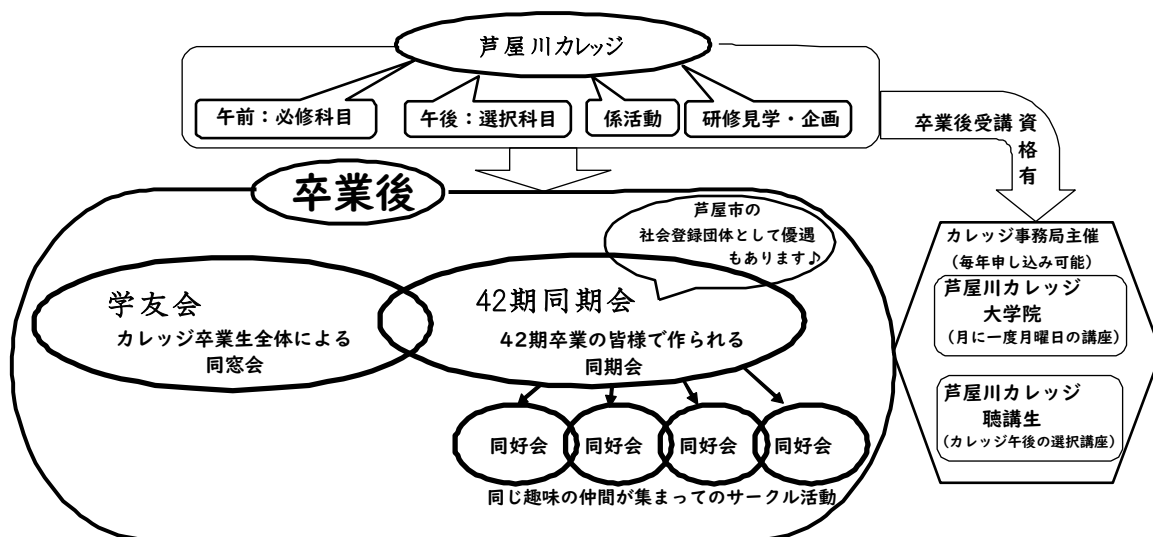 芦屋川カレッジ
午前：必修科目
午後：選択科目
係活動
研修見学・企画
卒業後受講資格有
卒業後
芦屋市の
社会登録団体として優遇
もあります♪
学友会
カレッジ卒業生全体による
同窓会
42期同期会
42期卒業の皆様で作られる
同期会
同好会
同好会
同好会
同好会
同じ趣味の仲間が集まってのサークル活動
カレッジ事務局主催
（毎年申し込み可能）
芦屋川カレッジ
大学院
（月に一度月曜日の講座）
芦屋川カレッジ
聴講生
（カレッジ午後の選択講座）